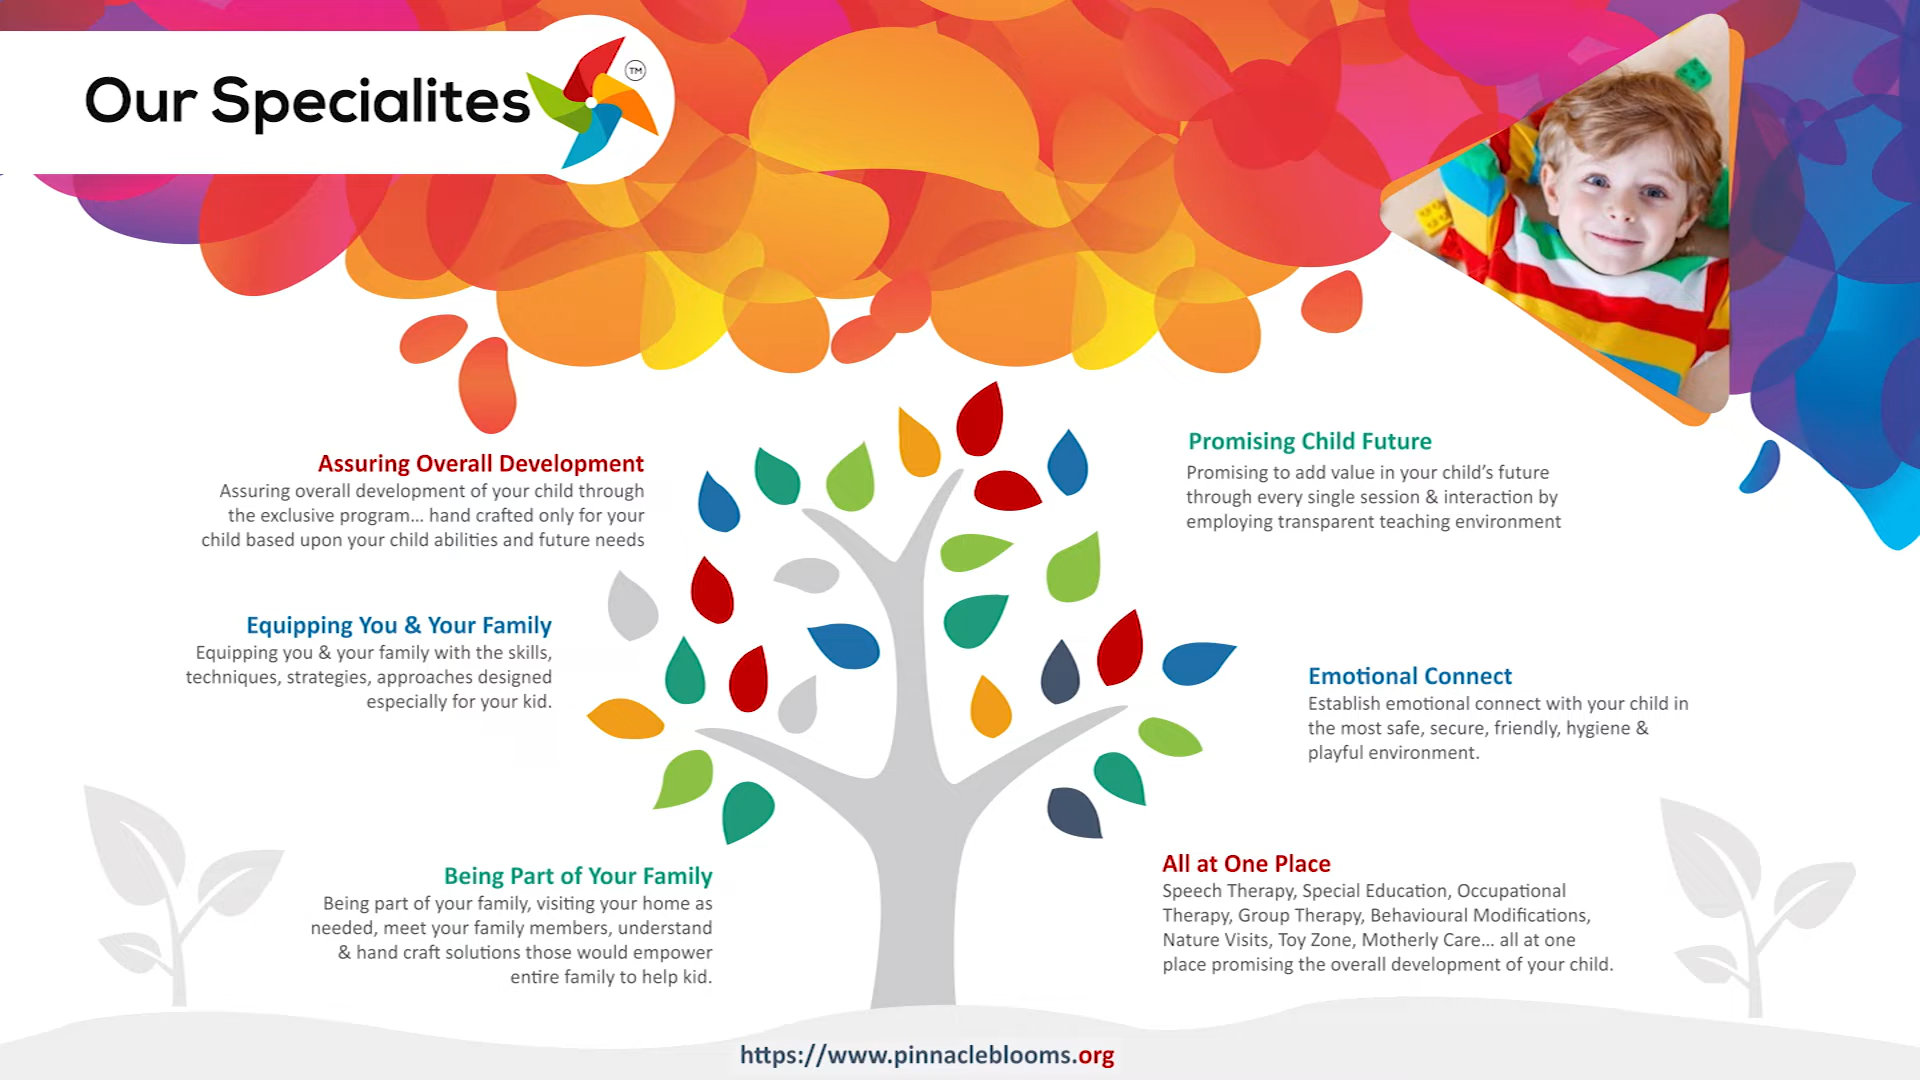 Our Specialites
TM
Assuring Overall Development
Assuring overall development of your child through
the exclusive program... hand crafted only for your
child based upon your child abilities and future needs
Equipping You & Your Family
Equipping you & your family with the skills,
techniques, strategies, approaches designed
especially for your kid.
Being Part of Your Family
Being part of your family, visiting your home as
needed, meet your family members, understand
& hand craft solutions those would empower
entire family to help kid.
Promising Child Future
Promising to add value in your child's future
through every single session & interaction by
employing transparent teaching environment
Emotional Connect
Establish emotional connect with your child in
the most safe, secure, friendly, hygiene &
playful environment.
All at One Place
Speech Therapy, Special Education, Occupational
Therapy, Group Therapy, Behavioural Modifications,
Nature Visits, Toy Zone, Motherly Care... all at one
place promising the overall development of your child.
https://www.pinnacleblooms.org